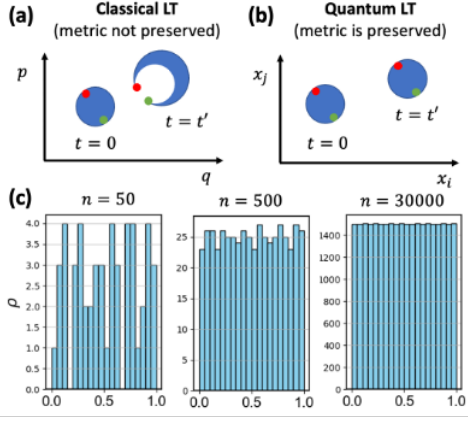 (a) Classical LT
(metric not preserved)
p
t = 0
t = t′
q
(b) Quantum LT
(metric is preserved)
xⱼ
t = 0
t = t′
xᵢ
(c)
n = 50
ρ
4.0
3.5
3.0
2.5
2.0
1.5
1.0
0.5
0.0
0.0 0.5 1.0
n = 500
25
20
15
10
5
0
0.0 0.5 1.0
n = 30000
1400
1200
1000
800
600
400
200
0
0.0 0.5 1.0